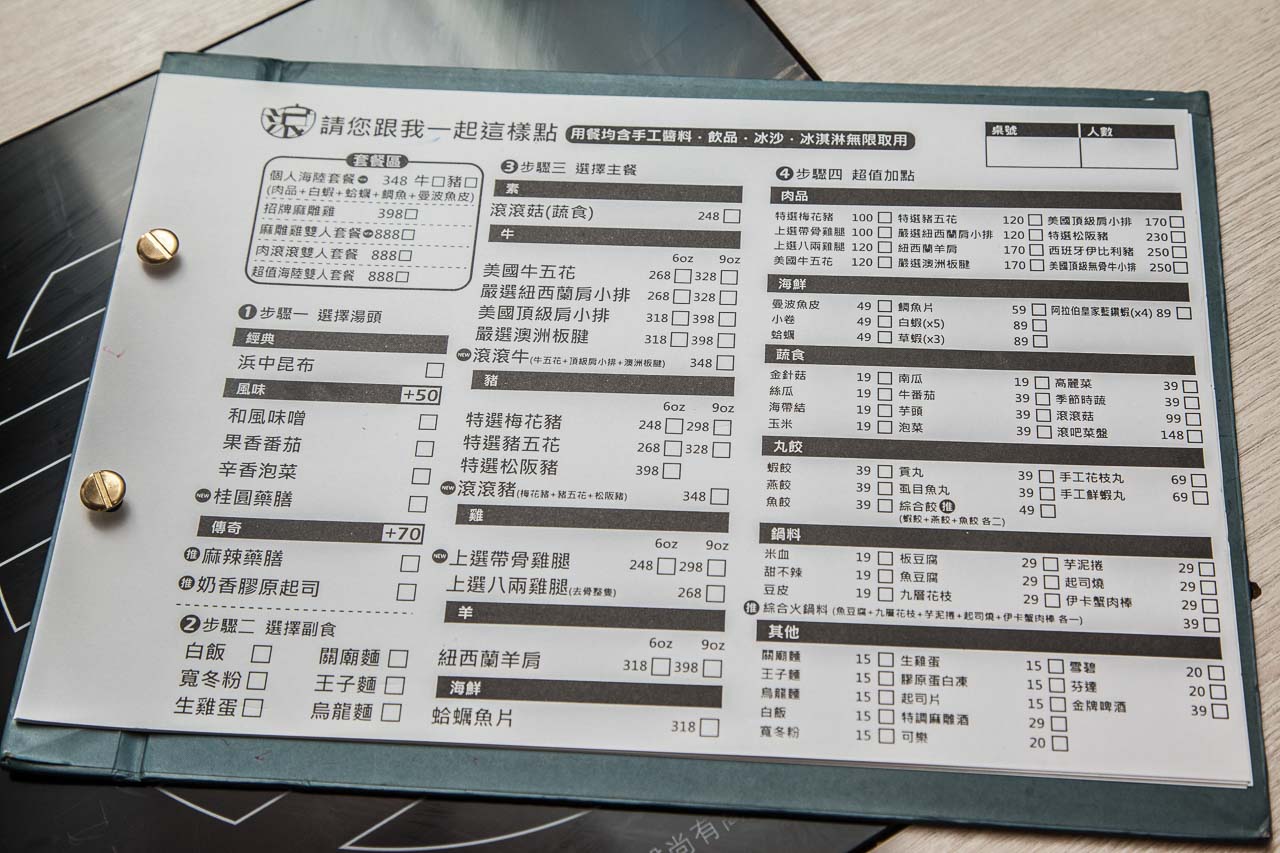 滾 請您跟我一起這樣點 用餐均含手工醬料・飲品・冰沙・冰淇淋無限取用
桌號 人數
套餐區
個人海陸套餐 348 牛□豬□
(肉品+白蝦+蛤蠣+鯛魚+曼波魚皮)
招牌麻雕雞 398□
麻雕雞雙人套餐 888□
肉滾滾雙人套餐 888□
超值海陸雙人套餐 888□
1 步驟一 選擇湯頭
經典
浜中昆布 □
風味 +50
和風味噌 □
果香番茄 □
辛香泡菜 □
NEW 桂圓藥膳 □
傳奇 +70
推 麻辣藥膳 □
推 奶香膠原起司 □
2 步驟二 選擇副食
白飯 □ 關廟麵 □
寬冬粉 □ 王子麵 □
生雞蛋 □ 烏龍麵 □
3 步驟三 選擇主餐
素
滾滾菇(蔬食) 248 □
牛
6oz 9oz
美國牛五花 268 □ 328 □
嚴選紐西蘭肩小排 268 □ 328 □
美國頂級肩小排 318 □ 398 □
嚴選澳洲板腱 318 □ 398 □
NEW 滾滾牛(牛五花+頂級肩小排+澳洲板腱) 348 □
豬
6oz 9oz
特選梅花豬 248 □ 298 □
特選豬五花 268 □ 328 □
特選松阪豬 398 □
NEW 滾滾豬(梅花豬+豬五花+松阪豬) 348 □
雞
6oz 9oz
NEW 上選帶骨雞腿 248 □ 298 □
上選八兩雞腿(去骨整隻) 268 □
羊
6oz 9oz
紐西蘭羊肩 318 □ 398 □
海鮮
蛤蠣魚片 318 □
4 步驟四 超值加點
肉品
特選梅花豬 100 □ 特選豬五花 120 □ 美國頂級肩小排 170 □
上選帶骨雞腿 100 □ 嚴選紐西蘭肩小排 120 □ 特選松阪豬 230 □
上選八兩雞腿 120 □ 紐西蘭羊肩 170 □ 西班牙伊比利豬 250 □
美國牛五花 120 □ 嚴選澳洲板腱 170 □ 美國頂級無骨牛小排 250 □
海鮮
曼波魚皮 49 □ 鯛魚片 59 □ 阿拉伯皇家藍鑽蝦(x4) 89 □
小卷 49 □ 白蝦(x5) 89 □
蛤蠣 49 □ 草蝦(x3) 89 □
蔬食
金針菇 19 □ 南瓜 19 □ 高麗菜 39 □
絲瓜 19 □ 牛番茄 39 □ 季節時蔬 39 □
海帶結 19 □ 芋頭 39 □ 滾滾菇 99 □
玉米 19 □ 泡菜 39 □ 滾吧菜盤 148 □
丸餃
蝦餃 39 □ 貢丸 39 □ 手工花枝丸 69 □
燕餃 39 □ 虱目魚丸 39 □ 手工鮮蝦丸 69 □
魚餃 39 □ 綜合餃 推 49 □
(蝦餃+燕餃+魚餃 各二)
鍋料
米血 19 □ 板豆腐 29 □ 芋泥捲 29 □
甜不辣 19 □ 魚豆腐 29 □ 起司燒 29 □
豆皮 19 □ 九層花枝 29 □ 伊卡蟹肉棒 29 □
推 綜合火鍋料 (魚豆腐+九層花枝+芋泥捲+起司燒+伊卡蟹肉棒 各一) 39 □
其他
關廟麵 15 □ 生雞蛋 15 □ 雪碧 20 □
王子麵 15 □ 膠原蛋白凍 15 □ 芬達 20 □
烏龍麵 15 □ 起司片 15 □ 金牌啤酒 39 □
白飯 15 □ 特調麻雕酒 29 □
寬冬粉 15 □ 可樂 20 □
尚有